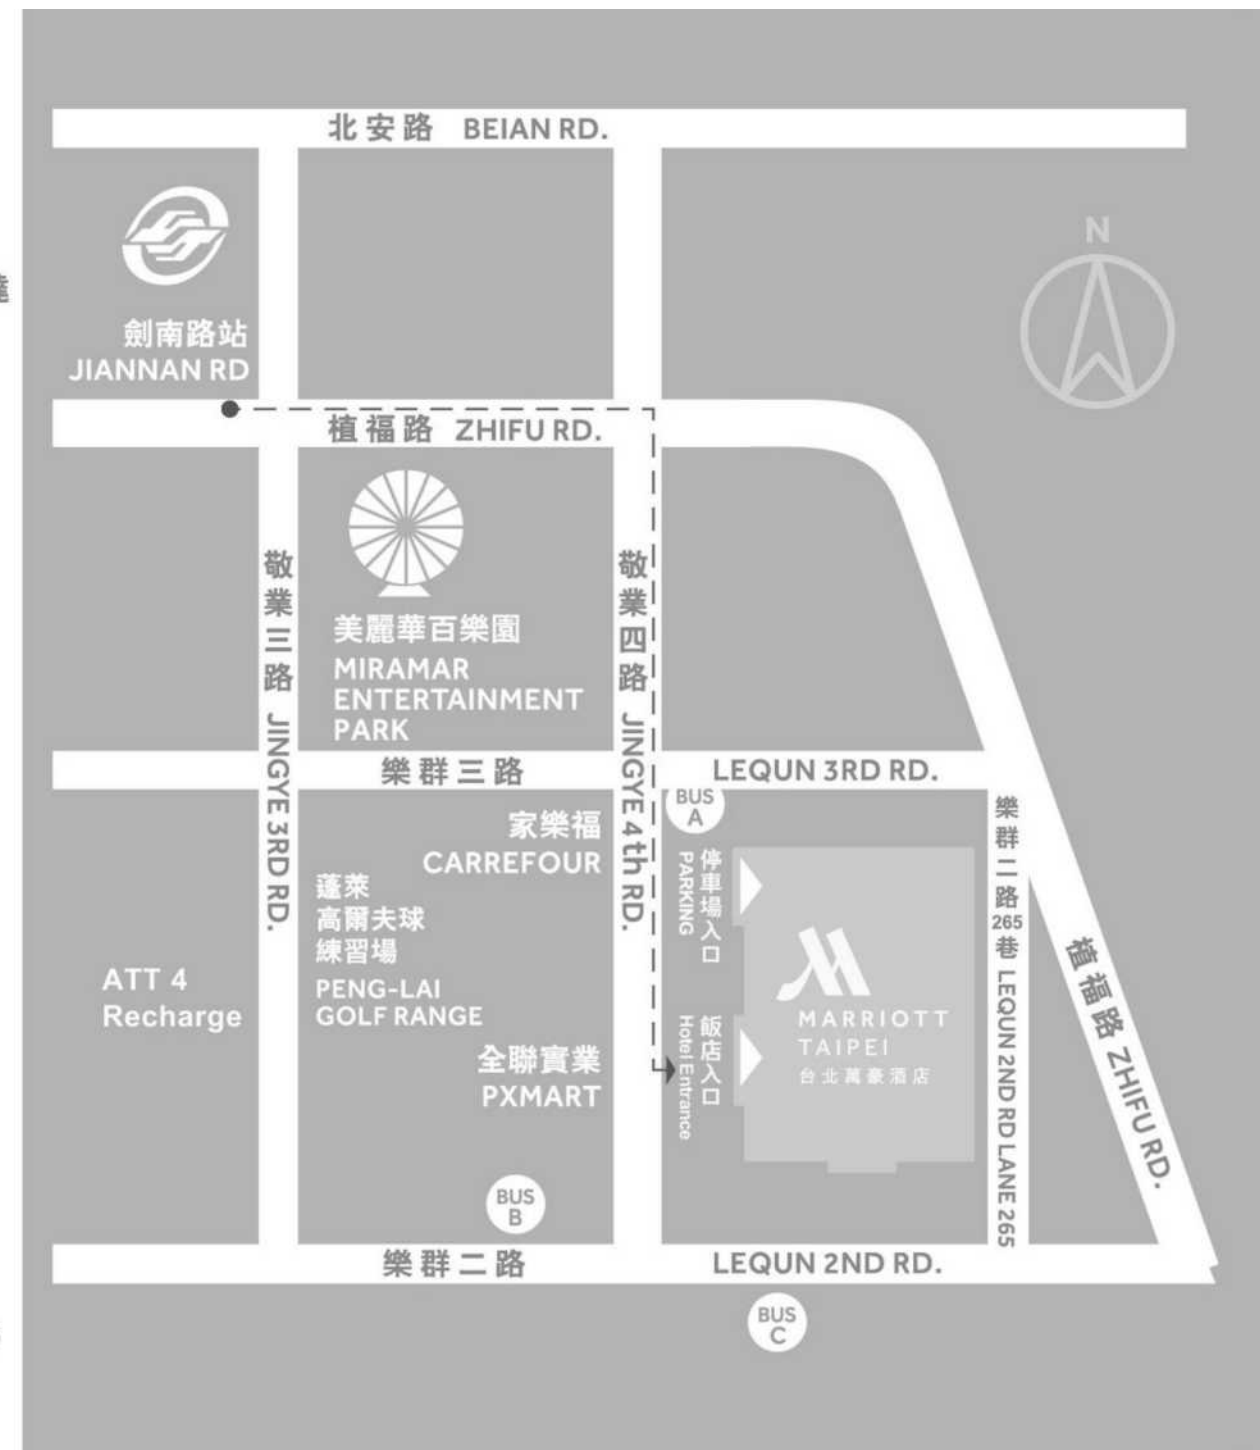 北安路 BEIAN RD.
N
劍南路站
JIANNAN RD
植福路 ZHIFU RD.
敬業三路 JINGYE 3RD RD.
美麗華百樂園
MIRAMAR
ENTERTAINMENT
PARK
敬業四路 JINGYE 4th RD.
樂群三路 LEQUN 3RD RD.
BUS
A
家樂福
CARREFOUR
蓬萊
高爾夫球
練習場
PENG-LAI
GOLF RANGE
ATT 4
Recharge
全聯實業
PXMART
停車場入口
PARKING
飯店入口
Hotel Entrance
MARRIOTT
TAIPEI
台北萬豪酒店
樂群二路265巷 LEQUN 2ND RD LANE 265
植福路 ZHIFU RD.
BUS
B
樂群二路 LEQUN 2ND RD.
BUS
C